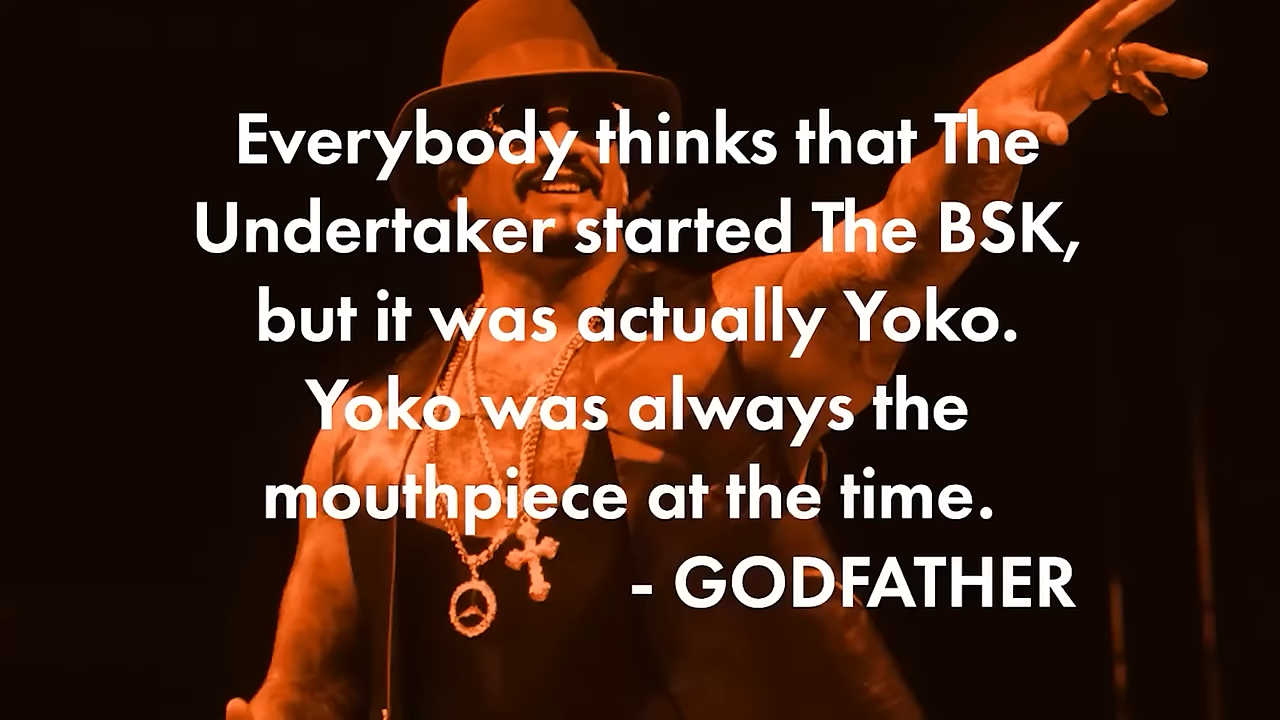 Everybody thinks that The
Undertaker started The BSK,
but it was actually Yoko.
Yoko was always the
mouthpiece at the time.
- GODFATHER